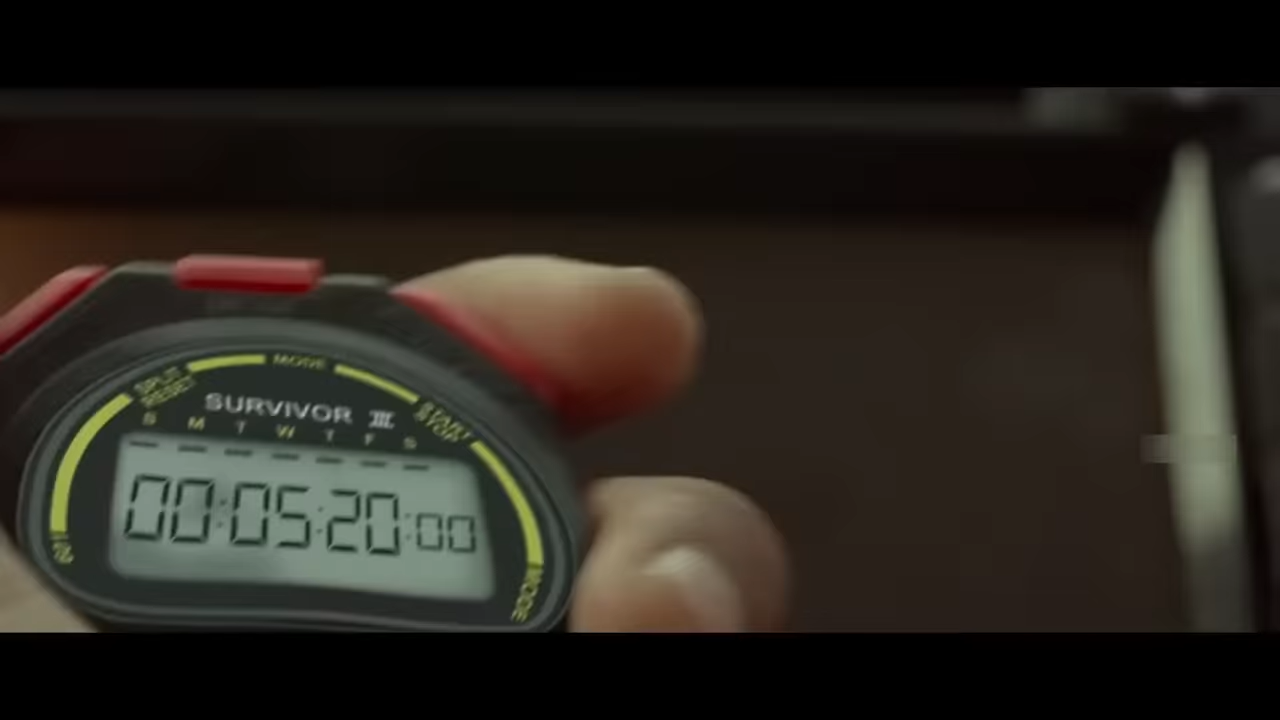 MODE
SPLIT
RESET
SURVIVOR III
START
STOP
S M T W T F S
00:05:20:00
MODE